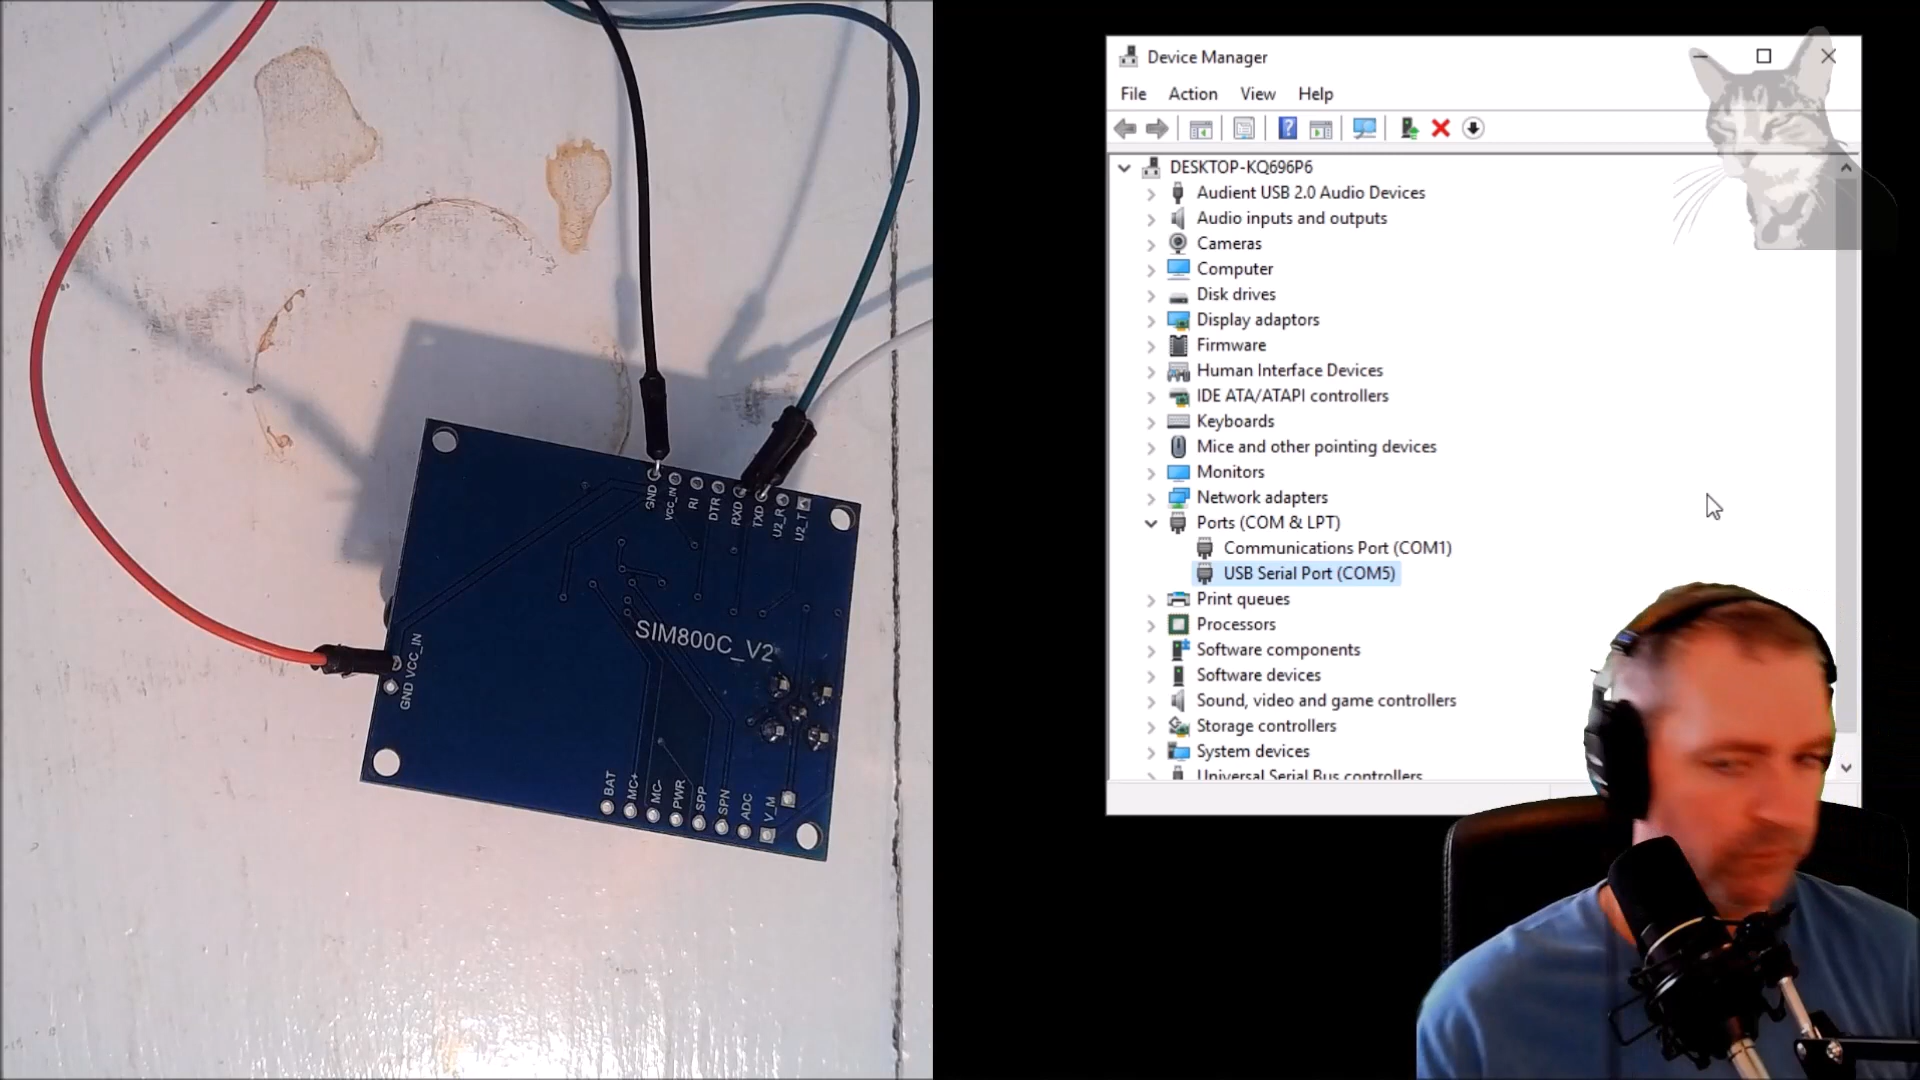 GND
VCC_IN
RI
DTR
RXD
TXD
U2_R
U2_T
SIM800C_V2
GND VCC_IN
BAT
MC+
MC-
PWR
SPP
SPN
ADC
V_M
Device Manager
File Action View Help
DESKTOP-KQ696P6
Audient USB 2.0 Audio Devices
Audio inputs and outputs
Cameras
Computer
Disk drives
Display adaptors
Firmware
Human Interface Devices
IDE ATA/ATAPI controllers
Keyboards
Mice and other pointing devices
Monitors
Network adapters
Ports (COM & LPT)
Communications Port (COM1)
USB Serial Port (COM5)
Print queues
Processors
Software components
Software devices
Sound, video and game controllers
Storage controllers
System devices
Universal Serial Bus controllers